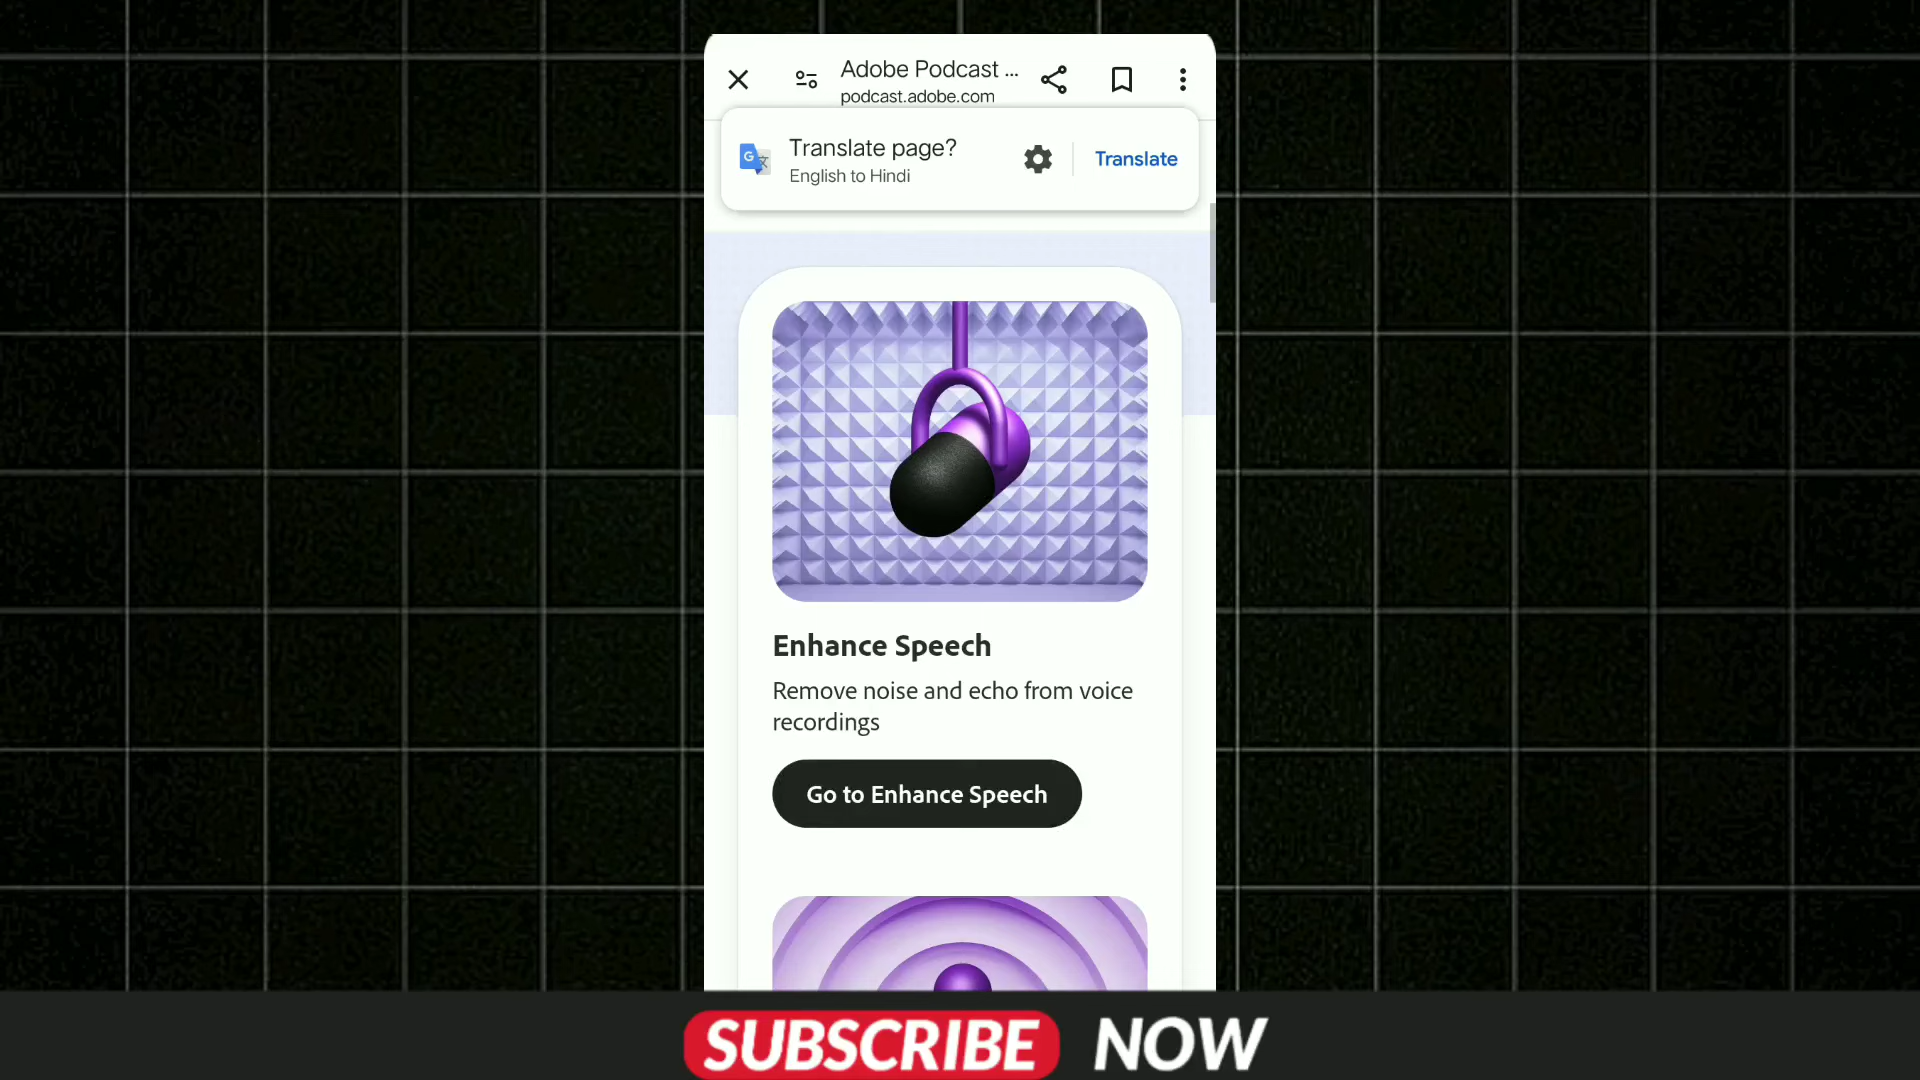 Adobe Podcast ...
podcast.adobe.com
Translate page?
English to Hindi
Translate
Enhance Speech
Remove noise and echo from voice
recordings
Go to Enhance Speech
SUBSCRIBE NOW